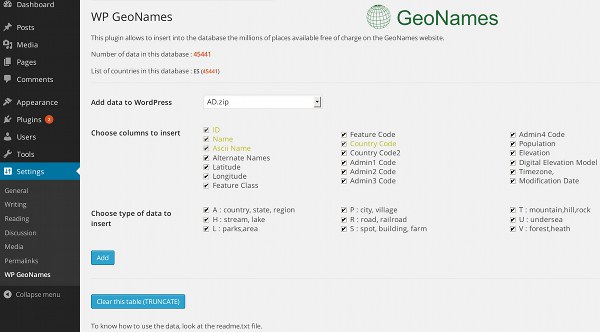 Dashboard
Posts
Media
Pages
Comments
Appearance
Plugins 2
Users
Tools
Settings
General
Writing
Reading
Discussion
Media
Permalinks
WP GeoNames
Collapse menu
WP GeoNames
GeoNames
This plugin allows to insert into the database the millions of places available free of charge on the GeoNames website.
Number of data in this database : 45441
List of countries in this database : ES (45441)
Add data to WordPress
AD.zip
Choose columns to insert
ID
Name
Ascii Name
Alternate Names
Latitude
Longitude
Feature Class
Feature Code
Country Code
Country Code2
Admin1 Code
Admin2 Code
Admin3 Code
Admin4 Code
Population
Elevation
Digital Elevation Model
Timezone,
Modification Date
Choose type of data to
insert
A : country, state, region
H : stream, lake
L : parks,area
P : city, village
R : road, railroad
S : spot, building, farm
T : mountain,hill,rock
U : undersea
V : forest,heath
Add
Clear this table (TRUNCATE)
To know how to use the data, look at the readme.txt file.